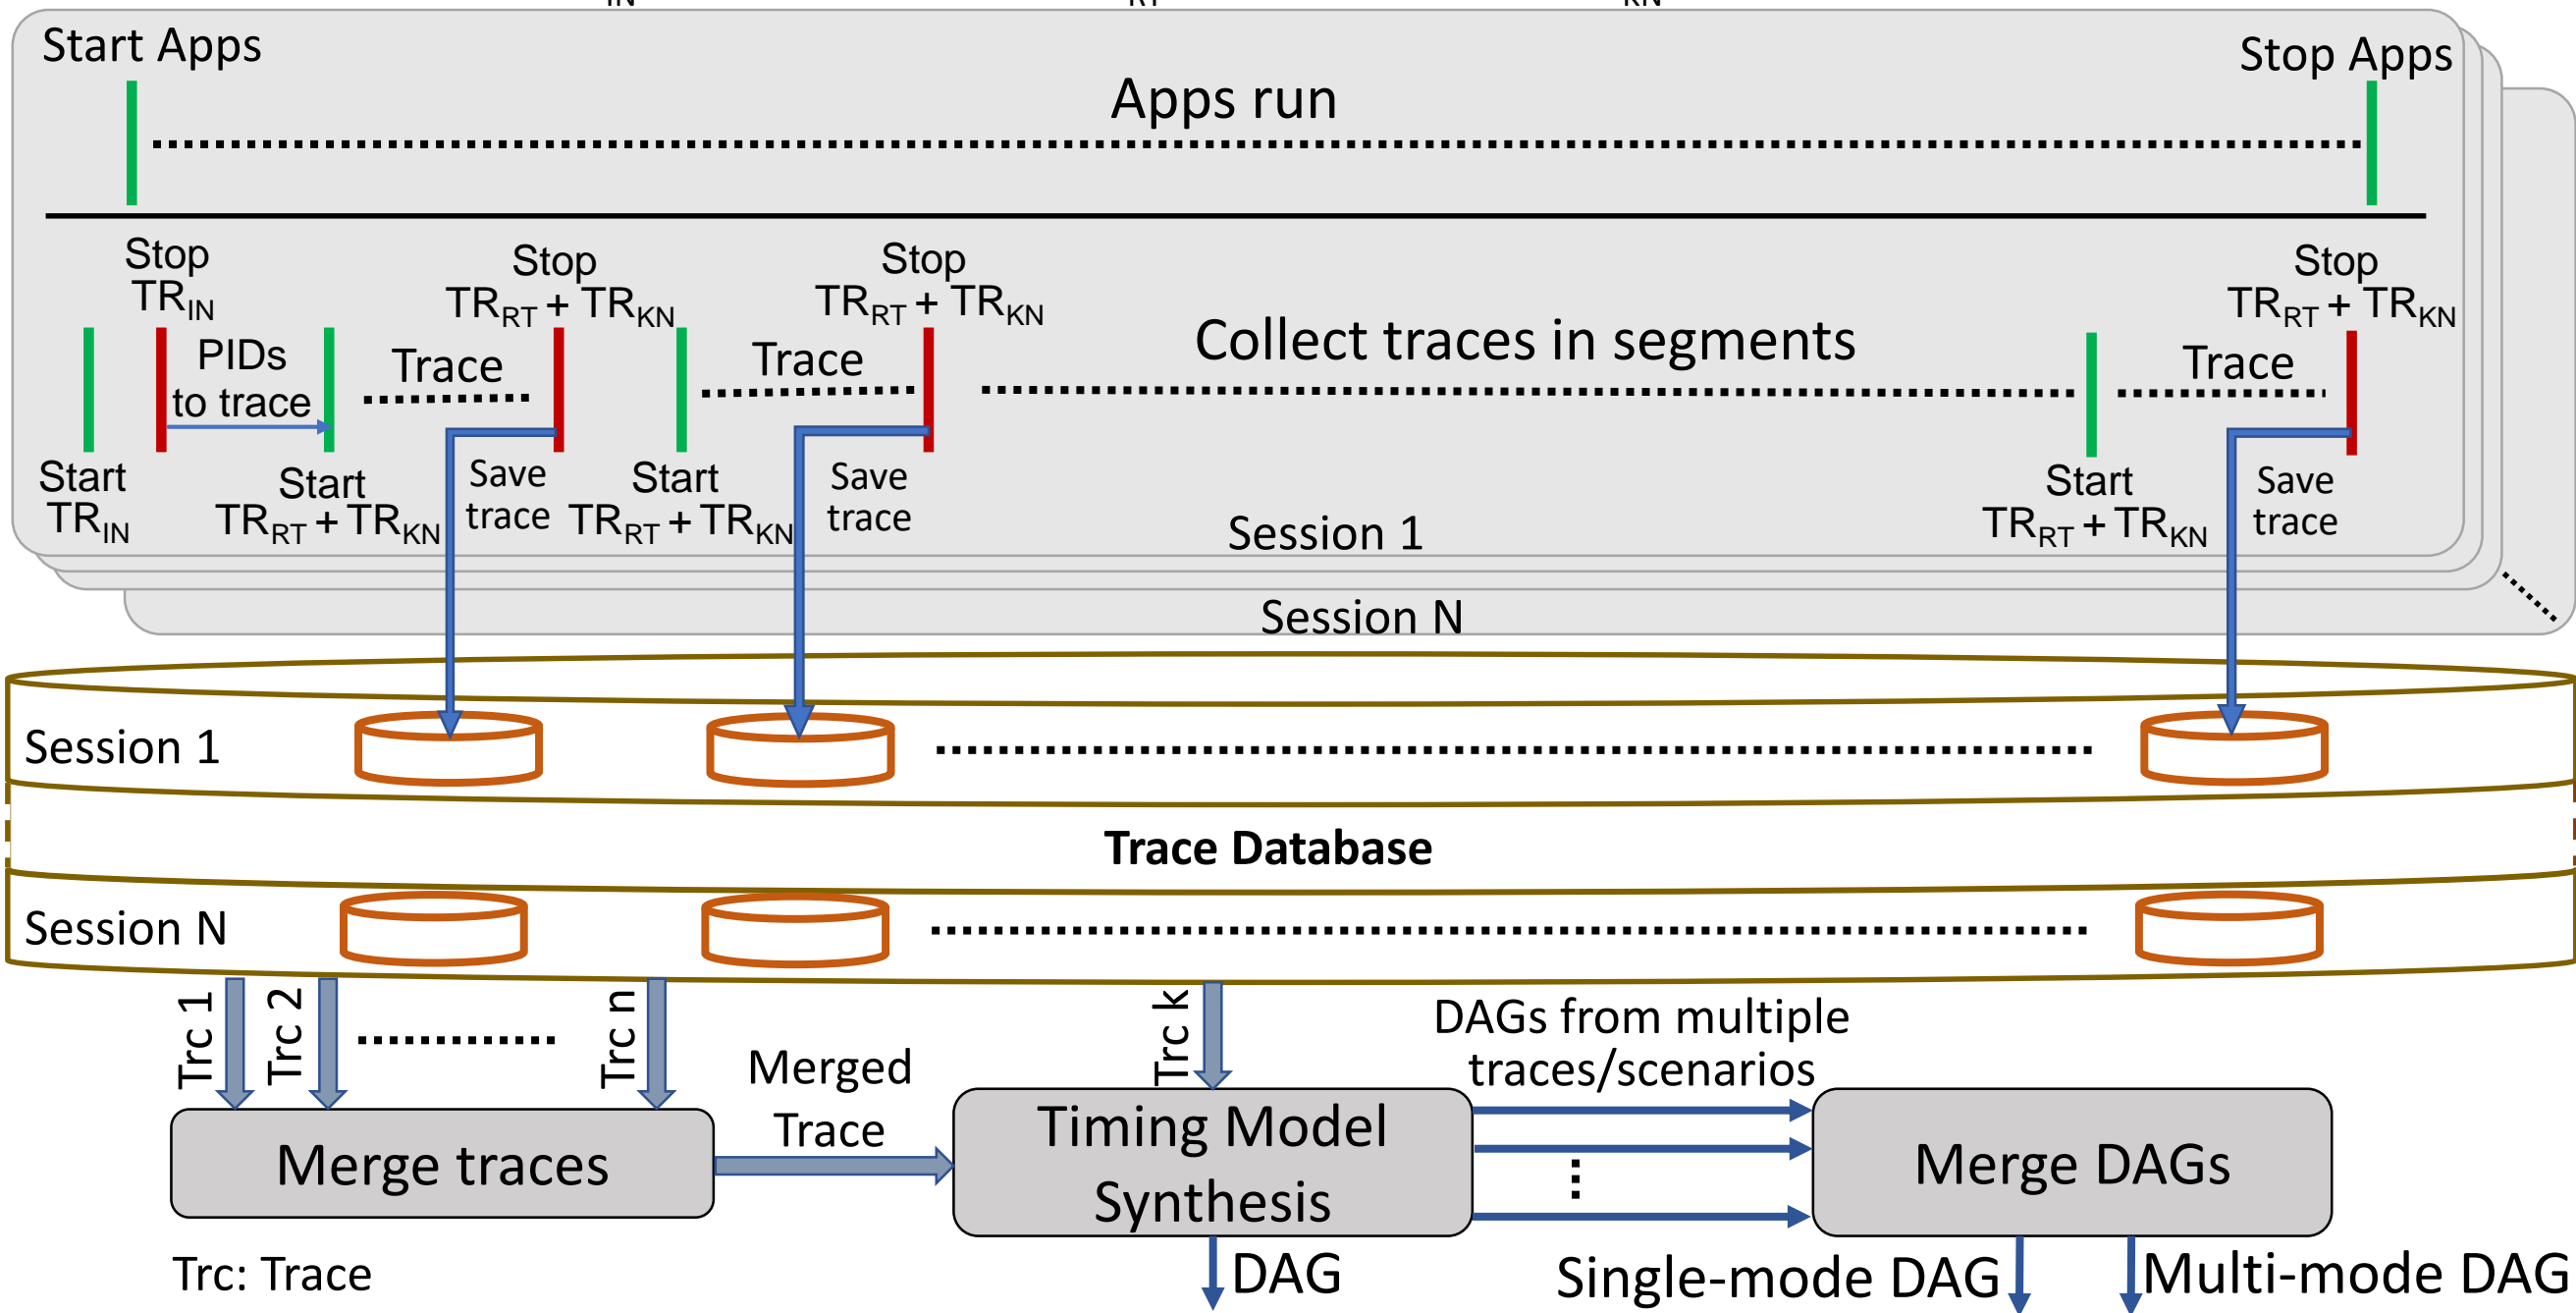 IN RT KN
Start Apps
Stop Apps
Apps run
Stop
TRIN
Stop
TRRT + TRKN
Stop
TRRT + TRKN
Stop
TRRT + TRKN
PIDs
to trace
Trace
Trace
Collect traces in segments
Trace
Start
TRIN
Start
TRRT + TRKN
Save
trace
Start
TRRT + TRKN
Save
trace
Start
TRRT + TRKN
Save
trace
Session 1
Session N
Session 1
Trace Database
Session N
Trc 1
Trc 2
Trc n
Trc k
Merged
Trace
DAGs from multiple
traces/scenarios
Merge traces
Timing Model
Synthesis
Merge DAGs
Trc: Trace
DAG
Single-mode DAG
Multi-mode DAG